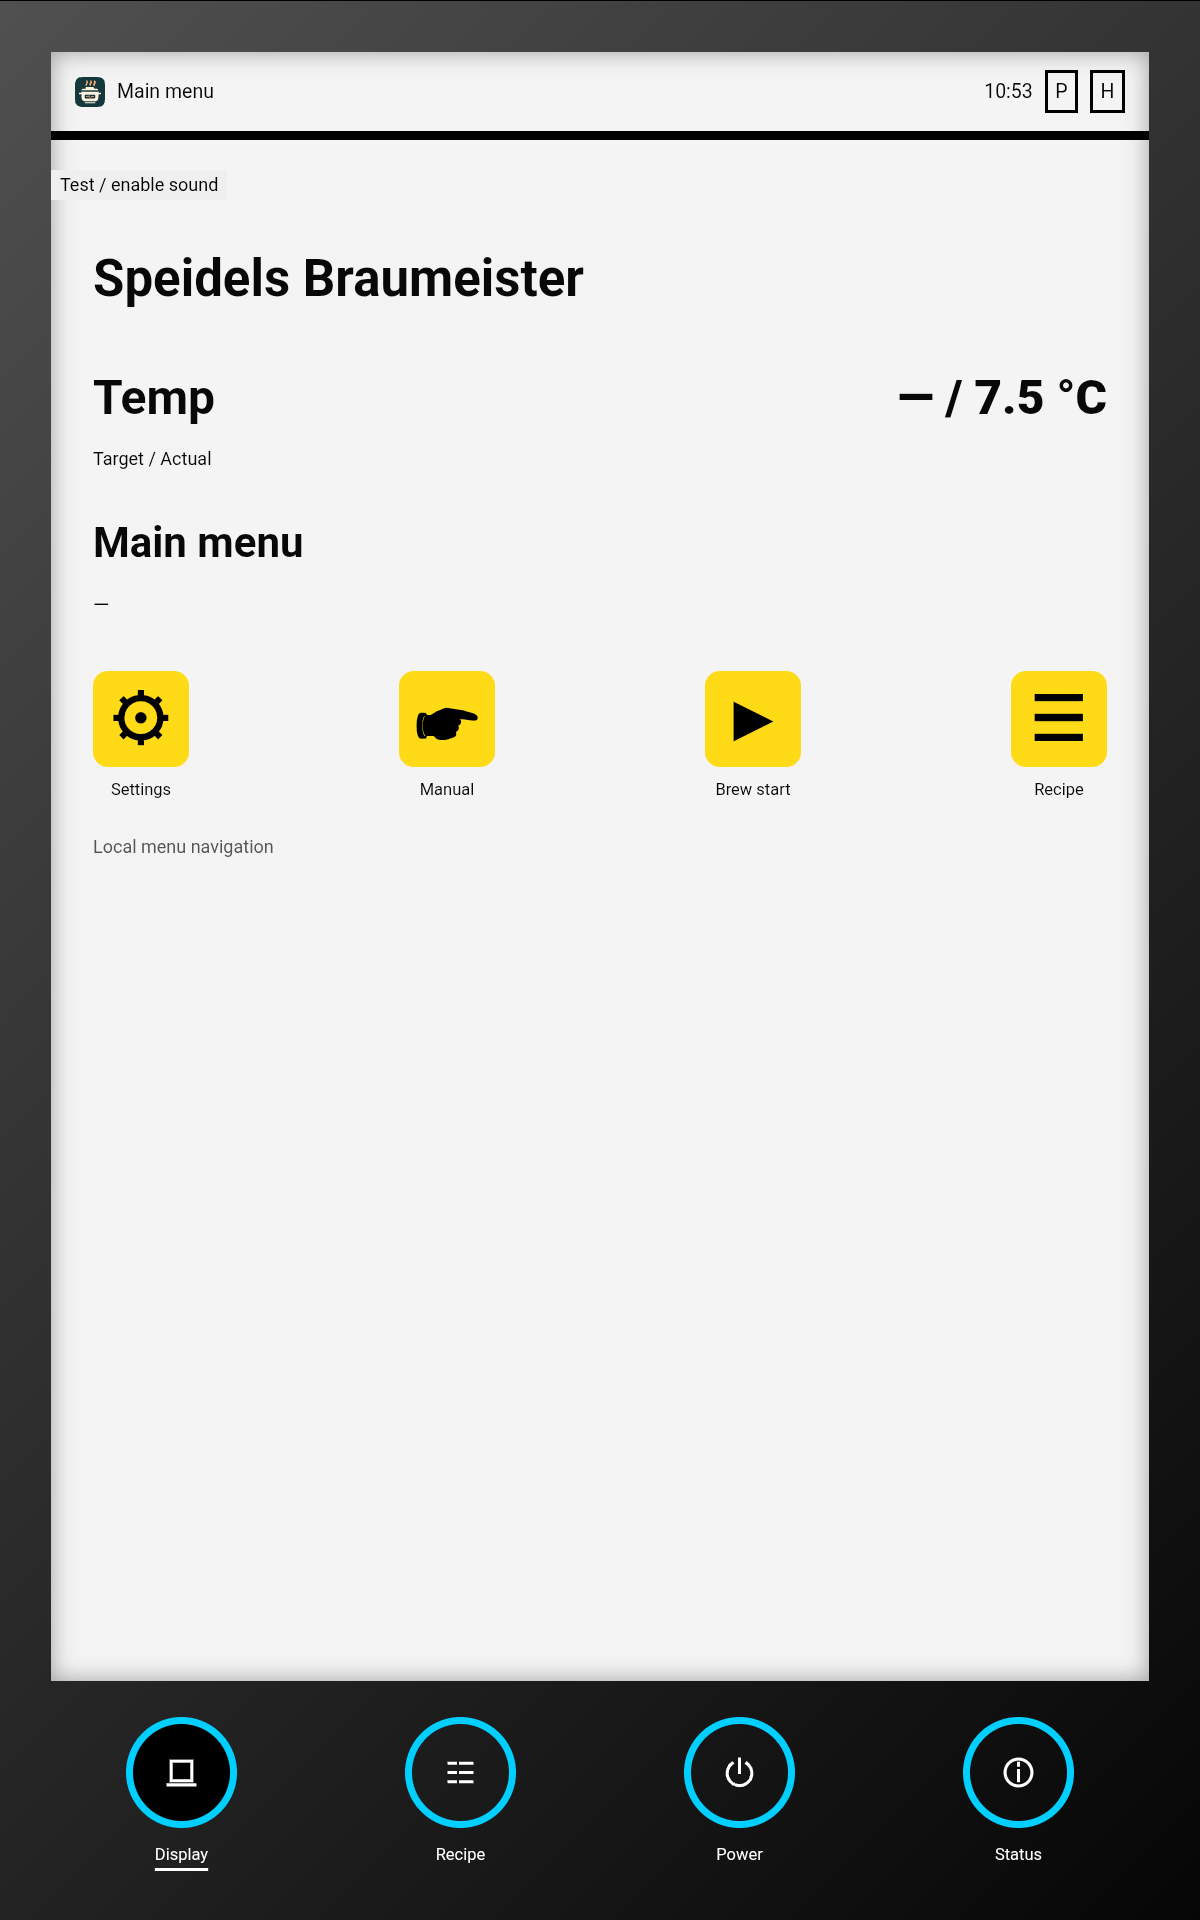 Main menu
10:53 P H
Test / enable sound
Speidels Braumeister
Temp – / 7.5 °C
Target / Actual
Main menu
–
Settings Manual Brew start Recipe
Local menu navigation
Display Recipe Power Status